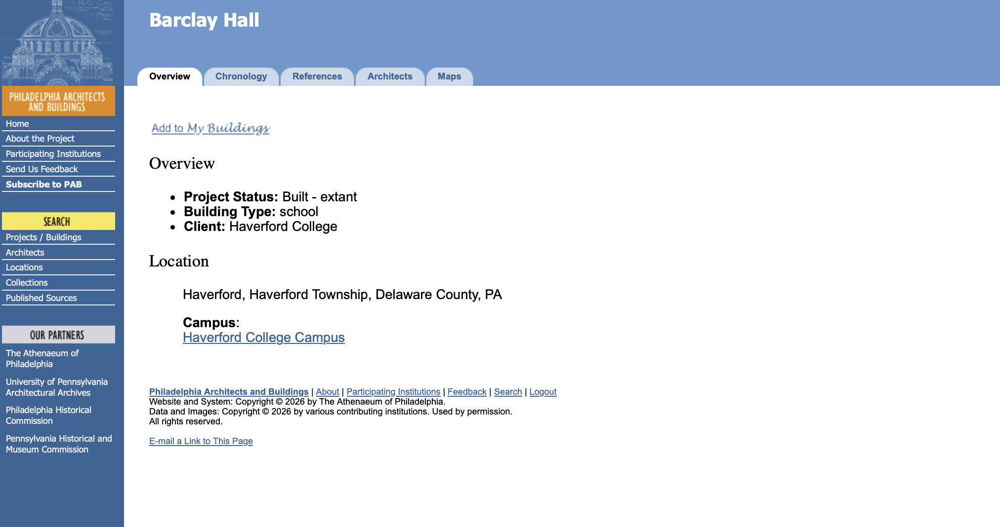 Barclay Hall
Overview
Chronology
References
Architects
Maps
PHILADELPHIA ARCHITECTS
AND BUILDINGS
Home
About the Project
Participating Institutions
Send Us Feedback
Subscribe to PAB
SEARCH
Projects / Buildings
Architects
Locations
Collections
Published Sources
OUR PARTNERS
The Athenaeum of
Philadelphia
University of Pennsylvania
Architectural Archives
Philadelphia Historical
Commission
Pennsylvania Historical and
Museum Commission
Add to My Buildings
Overview
• Project Status: Built - extant
• Building Type: school
• Client: Haverford College
Location
Haverford, Haverford Township, Delaware County, PA
Campus:
Haverford College Campus
Philadelphia Architects and Buildings | About | Participating Institutions | Feedback | Search | Logout
Website and System: Copyright © 2026 by The Athenaeum of Philadelphia.
Data and Images: Copyright © 2026 by various contributing institutions. Used by permission.
All rights reserved.
E-mail a Link to This Page